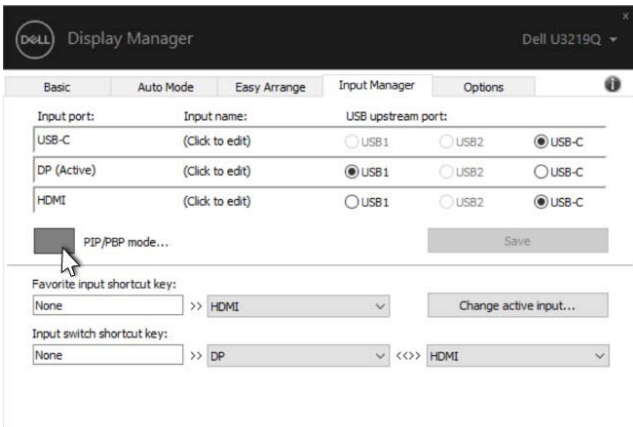 DELL Display Manager Dell U3219Q
Basic Auto Mode Easy Arrange Input Manager Options
Input port: Input name: USB upstream port:
USB-C (Click to edit) USB1 USB2 USB-C
DP (Active) (Click to edit) USB1 USB2 USB-C
HDMI (Click to edit) USB1 USB2 USB-C
PIP/PBP mode... Save
Favorite input shortcut key:
None >> HDMI Change active input...
Input switch shortcut key:
None >> DP <<>> HDMI